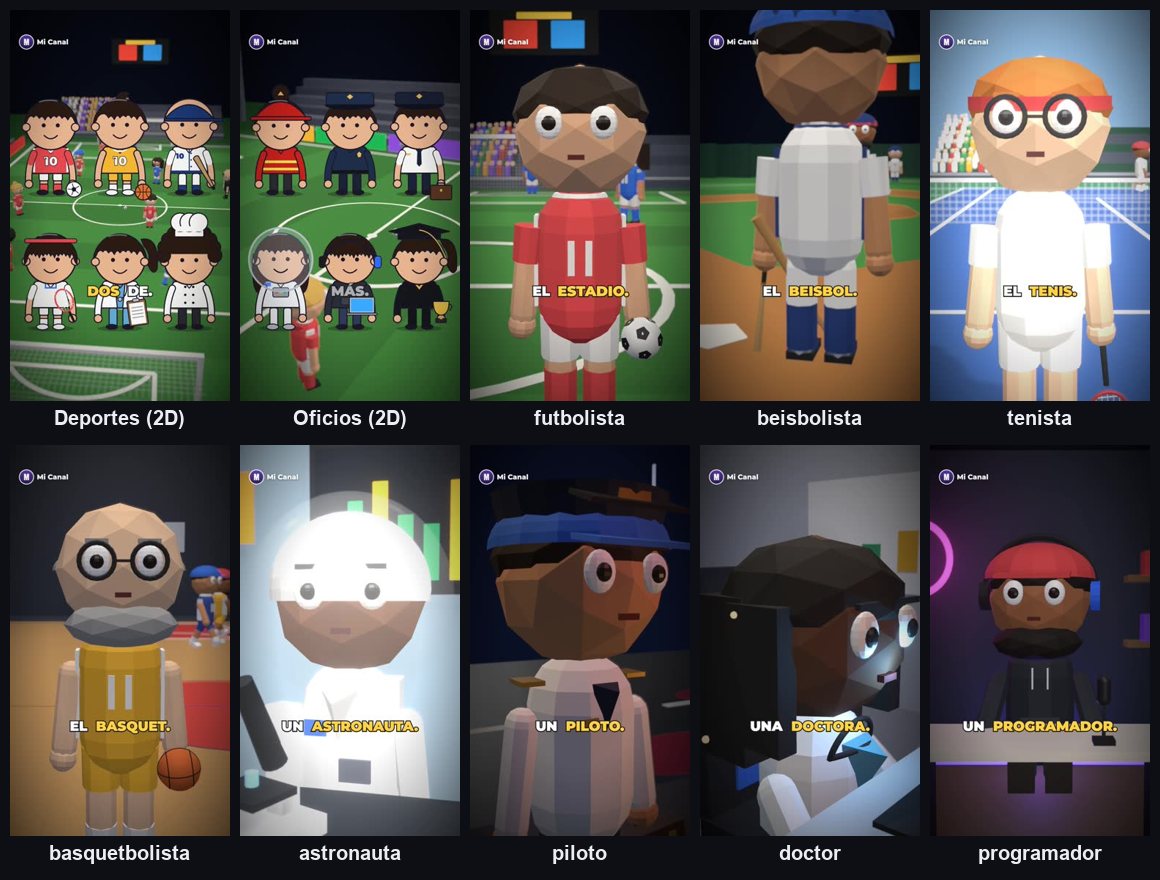 M Mi Canal
10
10
10
DOS DE.
Deportes (2D)
M Mi Canal
MÁS.
Oficios (2D)
M Mi Canal
11
EL ESTADIO.
futbolista
M Mi Canal
EL BEISBOL.
beisbolista
M Mi Canal
EL TENIS.
tenista
M Mi Canal
11
EL BASQUET.
basquetbolista
M Mi Canal
UN ASTRONAUTA.
astronauta
M Mi Canal
UN PILOTO.
piloto
M Mi Canal
UNA DOCTORA.
doctor
M Mi Canal
UN PROGRAMADOR.
programador